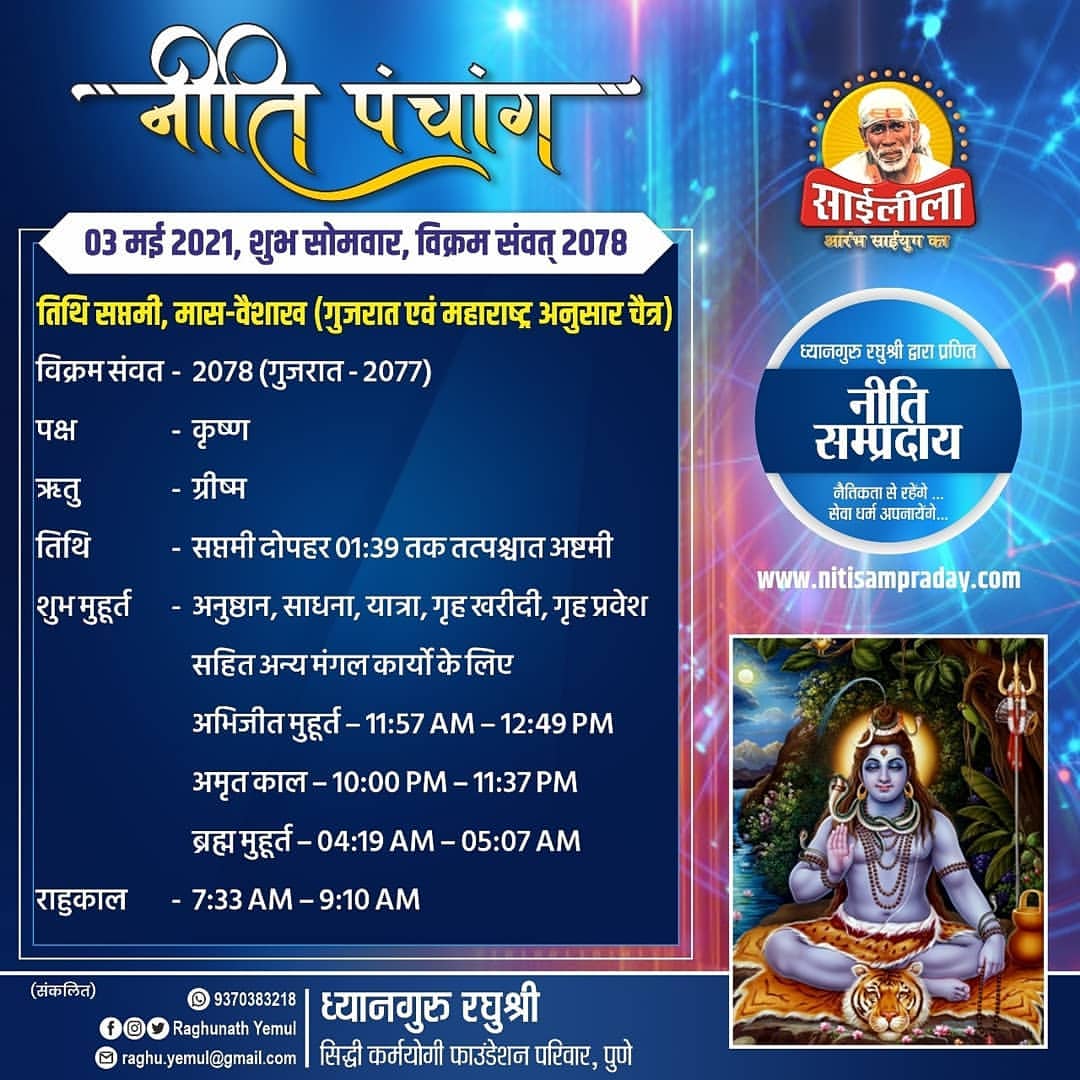 नीति पंचांग
साईलीला
आरंभ साईयुग का
03 मई 2021, शुभ सोमवार, विक्रम संवत् 2078
तिथि सप्तमी, मास-वैशाख (गुजरात एवं महाराष्ट्र अनुसार चैत्र)
विक्रम संवत - 2078 (गुजरात - 2077)
पक्ष - कृष्ण
ऋतु - ग्रीष्म
तिथि - सप्तमी दोपहर 01:39 तक तत्पश्चात अष्टमी
शुभ मुहूर्त - अनुष्ठान, साधना, यात्रा, गृह खरीदी, गृह प्रवेश
सहित अन्य मंगल कार्यो के लिए
अभिजीत मुहूर्त – 11:57 AM – 12:49 PM
अमृत काल – 10:00 PM – 11:37 PM
ब्रह्म मुहूर्त – 04:19 AM – 05:07 AM
राहुकाल - 7:33 AM – 9:10 AM
ध्यानगुरु रघुश्री द्वारा प्रणित
नीति
सम्प्रदाय
नैतिकता से रहेंगे ...
सेवा धर्म अपनायेंगे...
www.nitisampraday.com
(संकलित)
9370383218
Raghunath Yemul
raghu.yemul@gmail.com
ध्यानगुरु रघुश्री
सिद्धी कर्मयोगी फाउंडेशन परिवार, पुणे